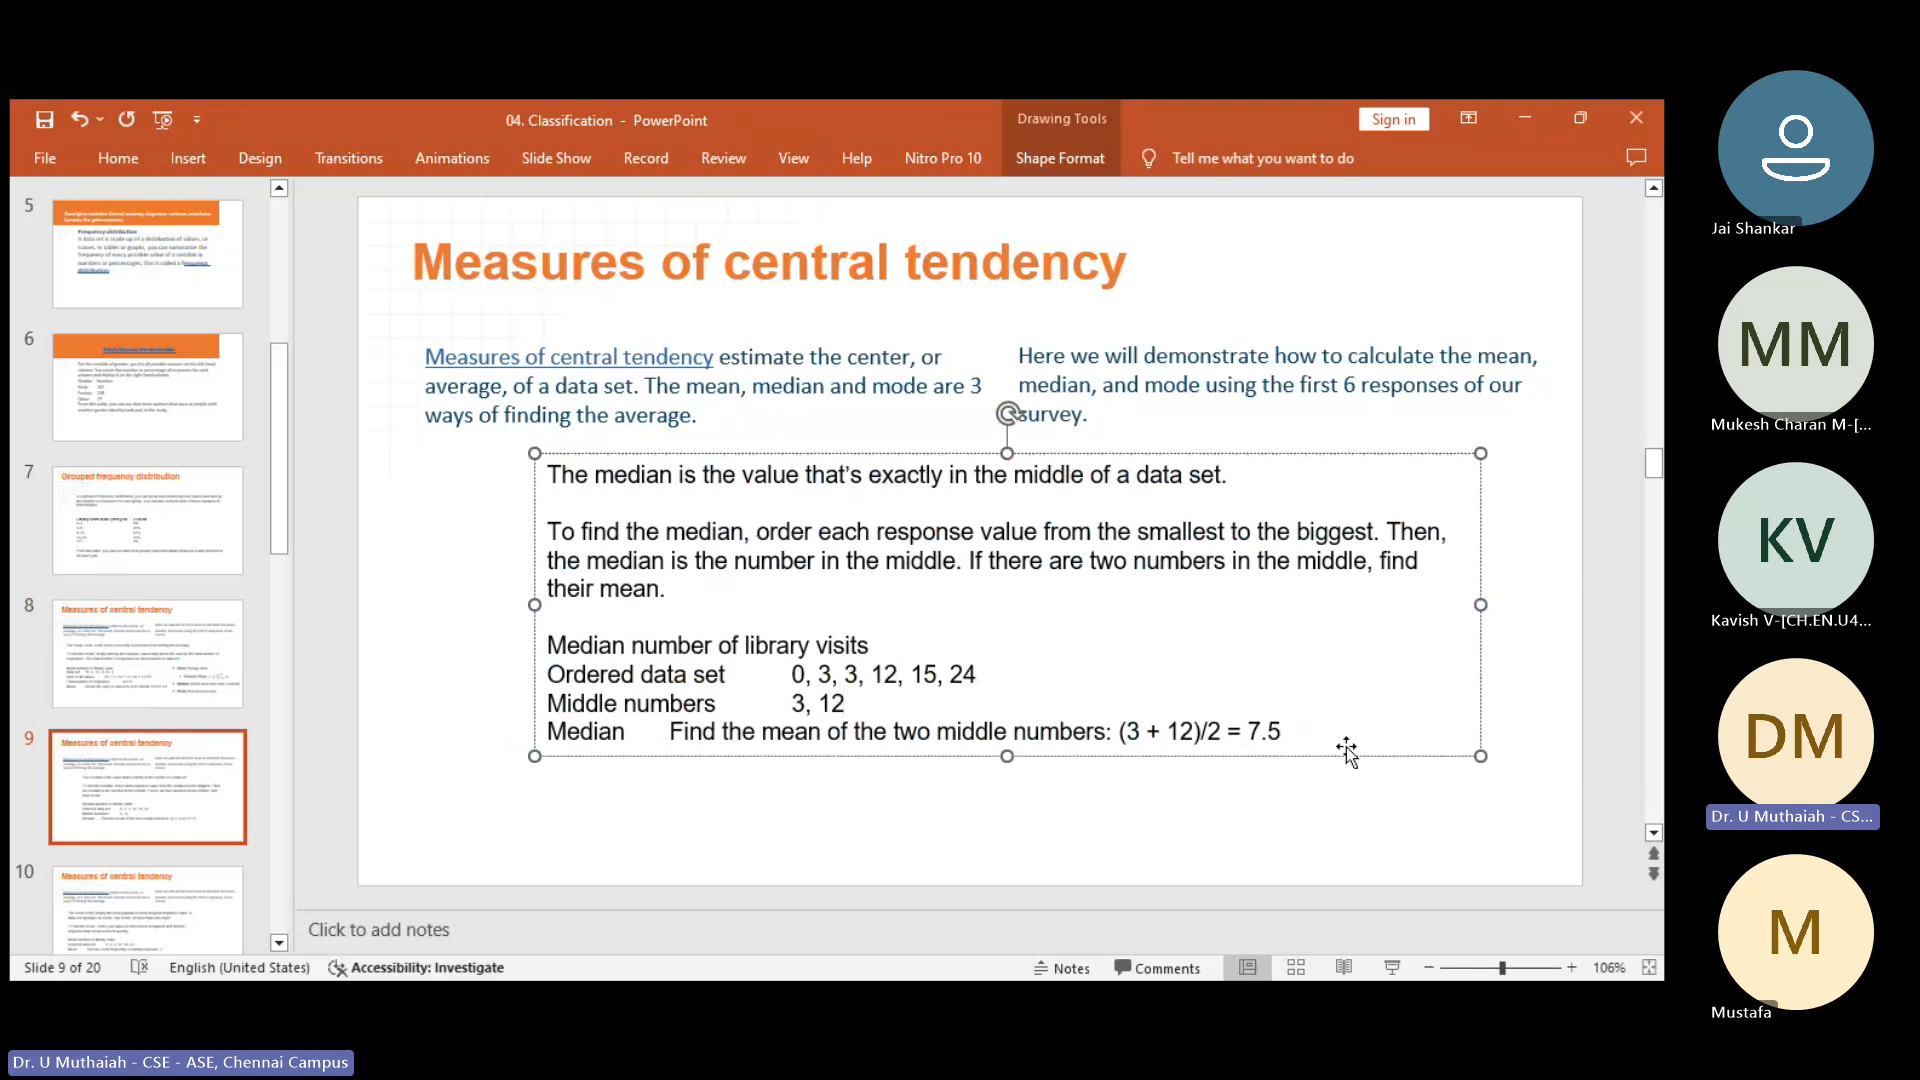 04. Classification - PowerPoint
Drawing Tools
Sign in
File Home Insert Design Transitions Animations Slide Show Record Review View Help Nitro Pro 10 Shape Format Tell me what you want to do
5
6
7
Grouped frequency distribution
8
Measures of central tendency
9
Measures of central tendency
10
Measures of central tendency
Measures of central tendency
Measures of central tendency estimate the center, or
average, of a data set. The mean, median and mode are 3
ways of finding the average.
Here we will demonstrate how to calculate the mean,
median, and mode using the first 6 responses of our
survey.
The median is the value that’s exactly in the middle of a data set.
To find the median, order each response value from the smallest to the biggest. Then,
the median is the number in the middle. If there are two numbers in the middle, find
their mean.
Median number of library visits
Ordered data set 0, 3, 3, 12, 15, 24
Middle numbers 3, 12
Median Find the mean of the two middle numbers: (3 + 12)/2 = 7.5
Click to add notes
Slide 9 of 20 English (United States) Accessibility: Investigate Notes Comments 106%
Jai Shankar
MM
Mukesh Charan M-[...
KV
Kavish V-[CH.EN.U4...
DM
Dr. U Muthaiah - CS...
M
Mustafa
Dr. U Muthaiah - CSE - ASE, Chennai Campus